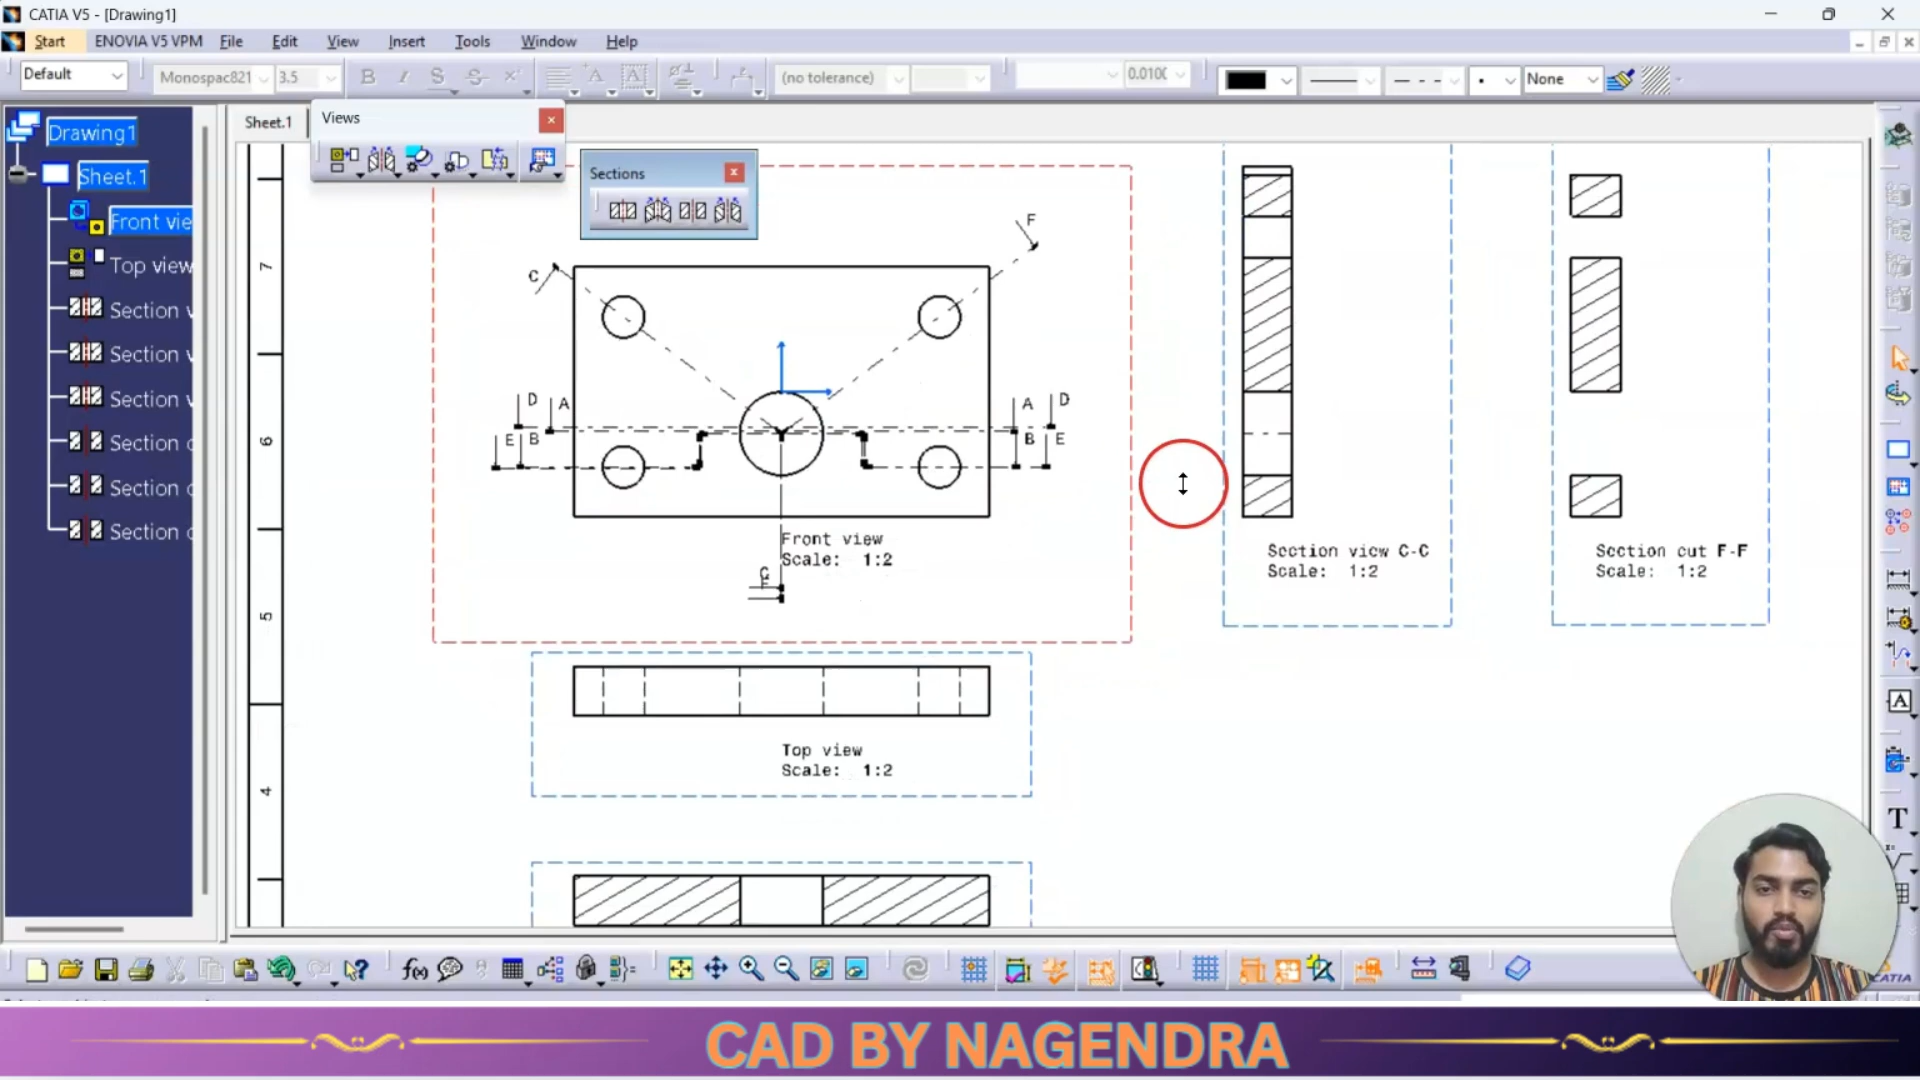 CATIA V5 - [Drawing1]
Start ENOVIA V5 VPM File Edit View Insert Tools Window Help
Default Monospac821 3.5 B S S (no tolerance) 0.010( None
Drawing1
Sheet.1
Front vie
Top view
Section v
Section v
Section v
Section c
Section c
Section c
Sheet.1
Views
Sections
7
6
5
4
C
F
D A A D
E B B E
Front view
Scale: 1:2
Top view
Scale: 1:2
Section view C-C
Scale: 1:2
Section cut F-F
Scale: 1:2
A
T
f(x)
CATIA
CAD BY NAGENDRA